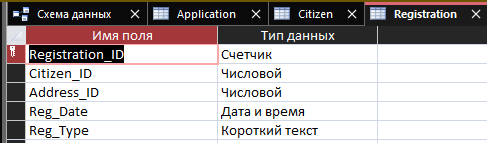 Схема данных Application Citizen Registration
Имя поля Тип данных
Registration_ID Счетчик
Citizen_ID Числовой
Address_ID Числовой
Reg_Date Дата и время
Reg_Type Короткий текст